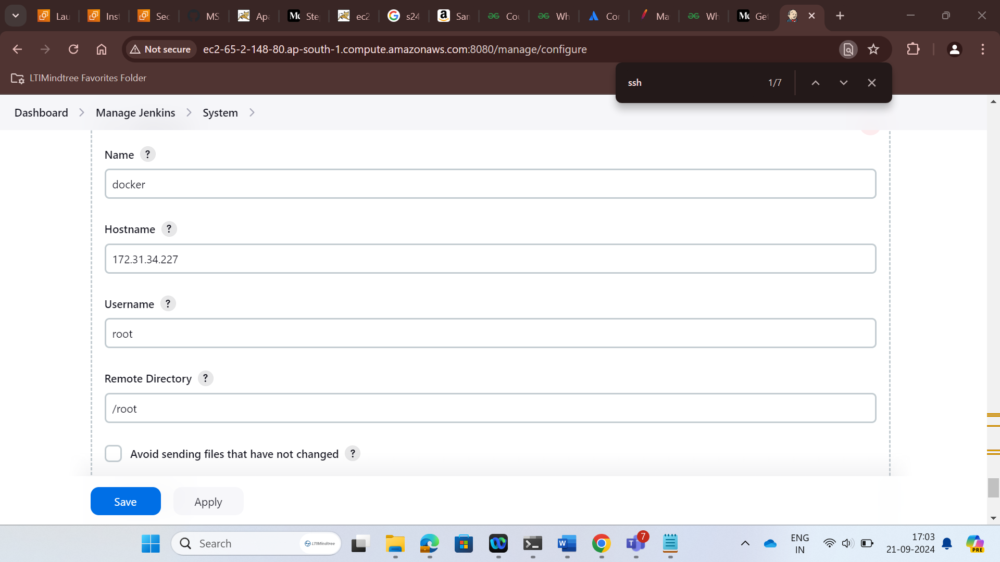 Lau
Inst
Sec
MS
Apa
Ste
ec2
s24
San
Cou
Wh
Cor
Ma
Wh
Get
Not secure
ec2-65-2-148-80.ap-south-1.compute.amazonaws.com:8080/manage/configure
LTIMindtree Favorites Folder
ssh
1/7
Dashboard
Manage Jenkins
System
Name ?
docker
Hostname ?
172.31.34.227
Username ?
root
Remote Directory ?
/root
Avoid sending files that have not changed ?
Save
Apply
Search
LTIMindtree
7
ENG
IN
17:03
21-09-2024
PRE